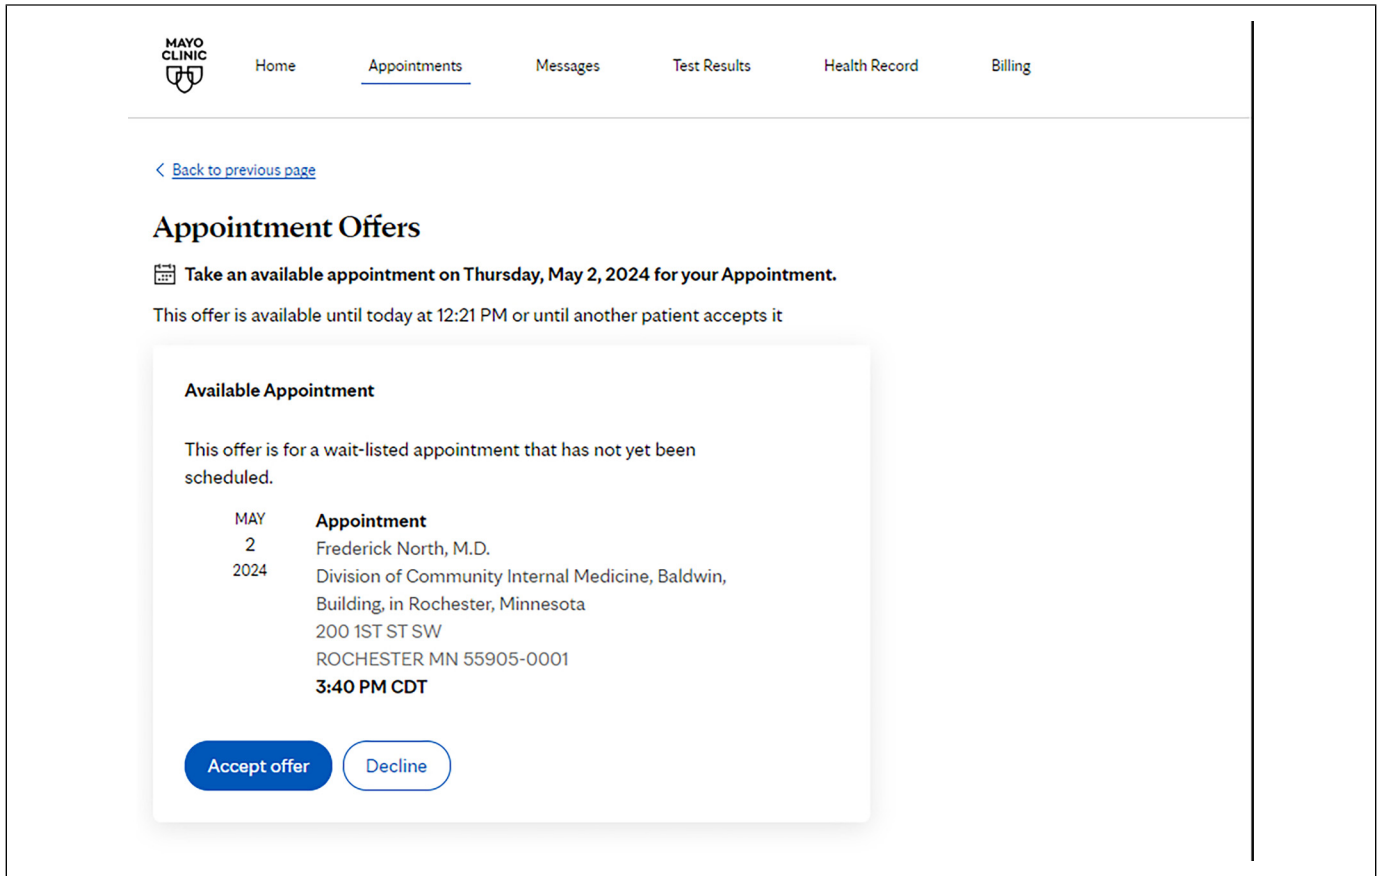 MAYO
CLINIC
Home
Appointments
Messages
Test Results
Health Record
Billing
Back to previous page
Appointment Offers
Take an available appointment on Thursday, May 2, 2024 for your Appointment.
This offer is available until today at 12:21 PM or until another patient accepts it
Available Appointment
This offer is for a wait-listed appointment that has not yet been
scheduled.
MAY
2
2024
Appointment
Frederick North, M.D.
Division of Community Internal Medicine, Baldwin,
Building, in Rochester, Minnesota
200 1ST ST SW
ROCHESTER MN 55905-0001
3:40 PM CDT
Accept offer
Decline